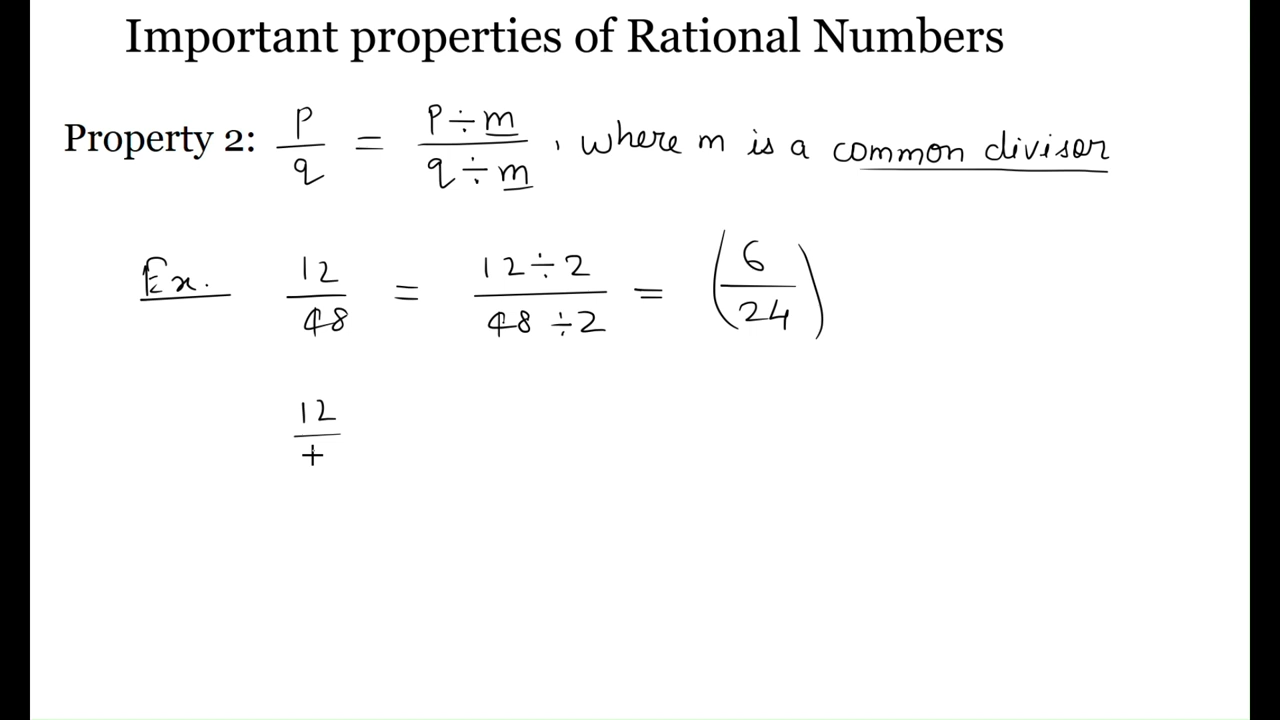 Important properties of Rational Numbers
Property 2: p/q = p÷m/q÷m, where m is a common divisor
Ex. 12/48 = 12÷2/48÷2 = (6/24)
12/